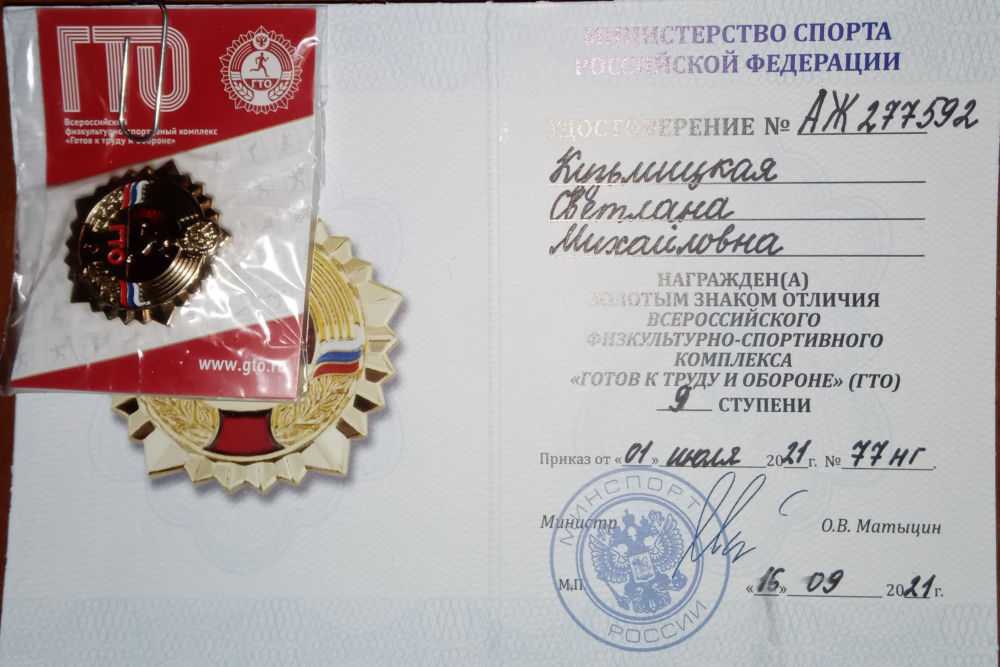 ГТО
ГТО
Всероссийский
физкультурно-спортивный комплекс
«Готов к труду и обороне»
ГТО
www.gto.ru
МИНИСТЕРСТВО СПОРТА
РОССИЙСКОЙ ФЕДЕРАЦИИ
УДОСТОВЕРЕНИЕ № АЖ 277592
Кузьмицкая
Светлана
Михайловна
НАГРАЖДЕН(А)
ЗОЛОТЫМ ЗНАКОМ ОТЛИЧИЯ
ВСЕРОССИЙСКОГО
ФИЗКУЛЬТУРНО-СПОРТИВНОГО
КОМПЛЕКСА
«ГОТОВ К ТРУДУ И ОБОРОНЕ» (ГТО)
9 СТУПЕНИ
Приказ от «01» июля 2021 г. № 77 нг.
Министр О.В. Матыцин
МИНСПОРТ
РОССИИ
М.П.
«16» 09 2021 г.